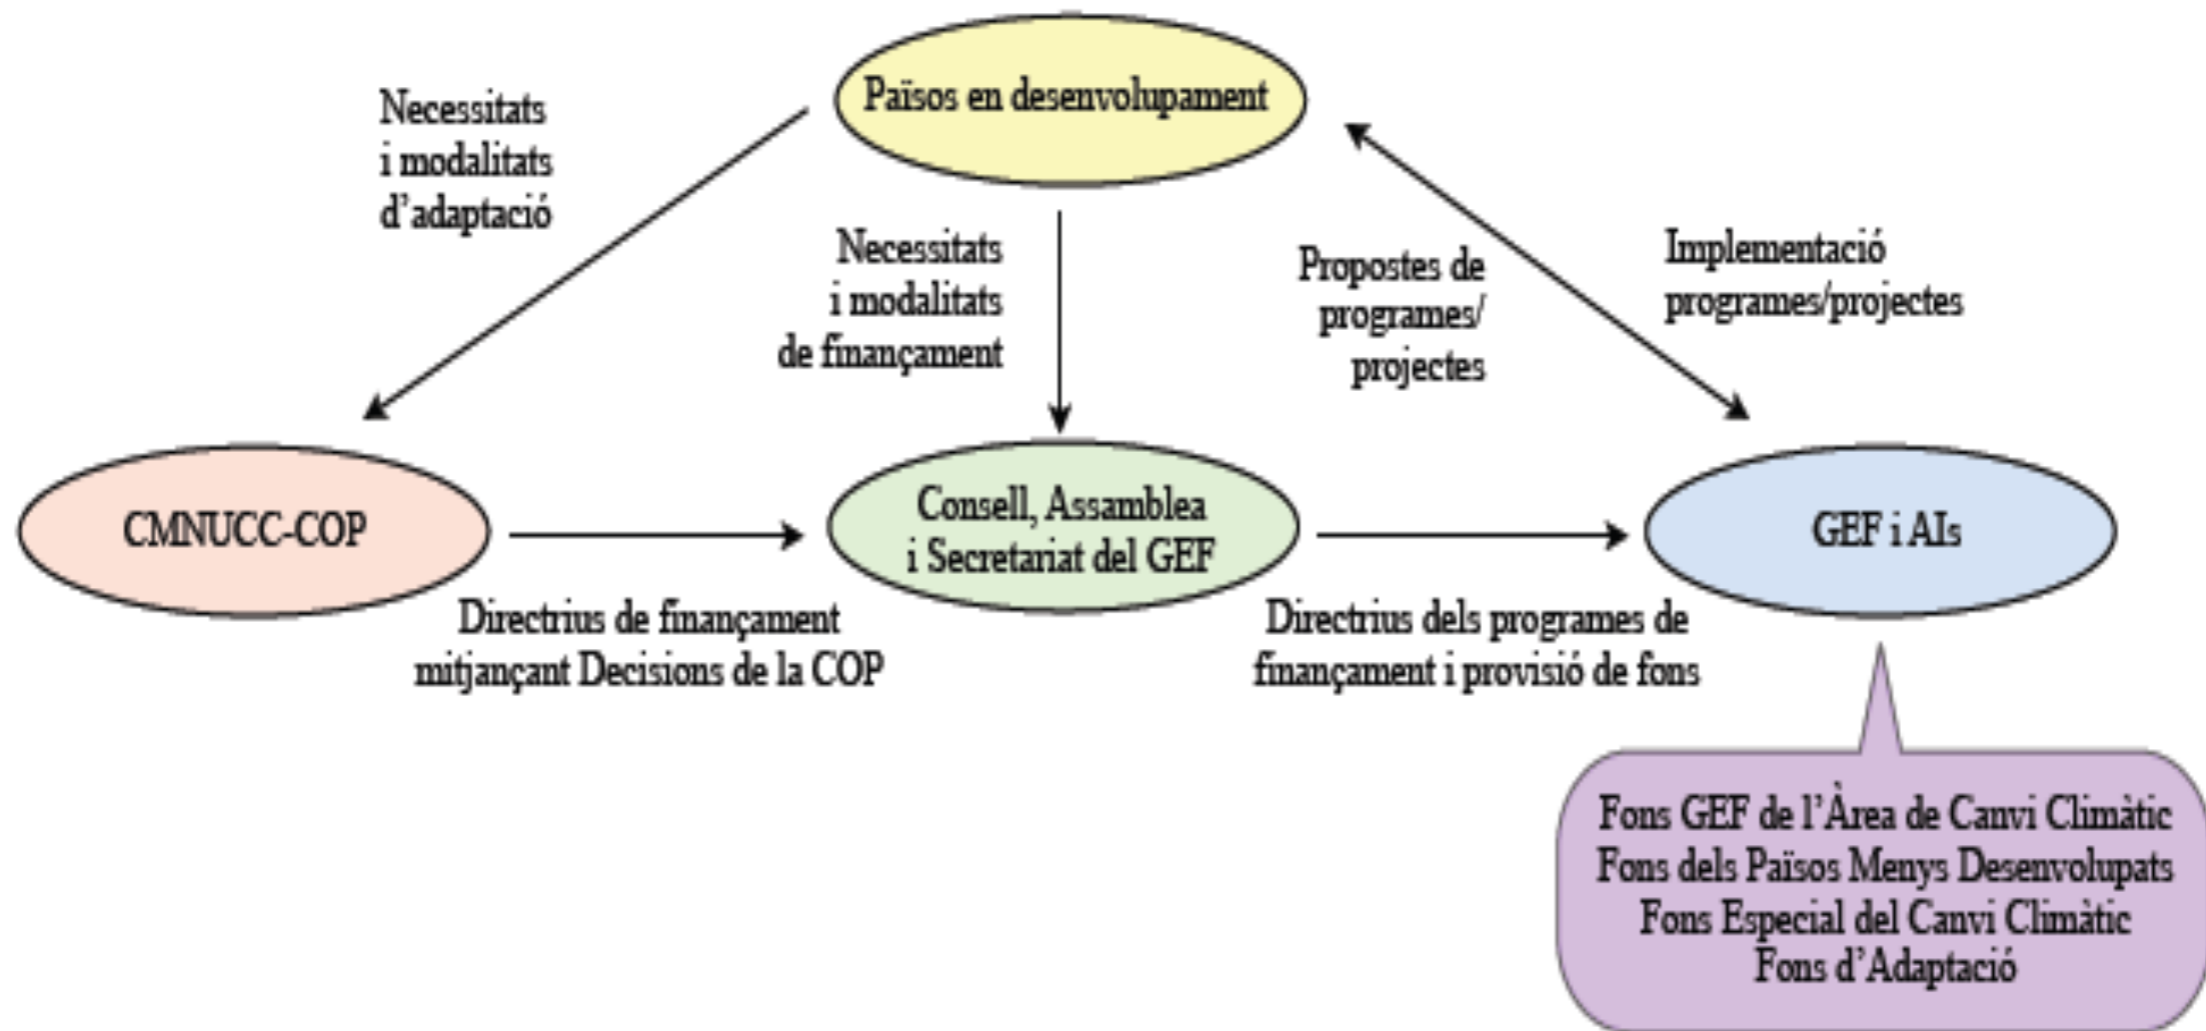 Països en desenvolupament
Necessitats
i modalitats
d’adaptació
Necessitats
i modalitats
de finançament
Propostes de
programes/
projectes
Implementació
programes/projectes
CMNUCC-COP
Consell, Assamblea
i Secretariat del GEF
GEF i AIs
Directrius de finançament
mitjançant Decisions de la COP
Directrius dels programes de
finançament i provisió de fons
Fons GEF de l’Àrea de Canvi Climàtic
Fons dels Països Menys Desenvolupats
Fons Especial del Canvi Climàtic
Fons d’Adaptació